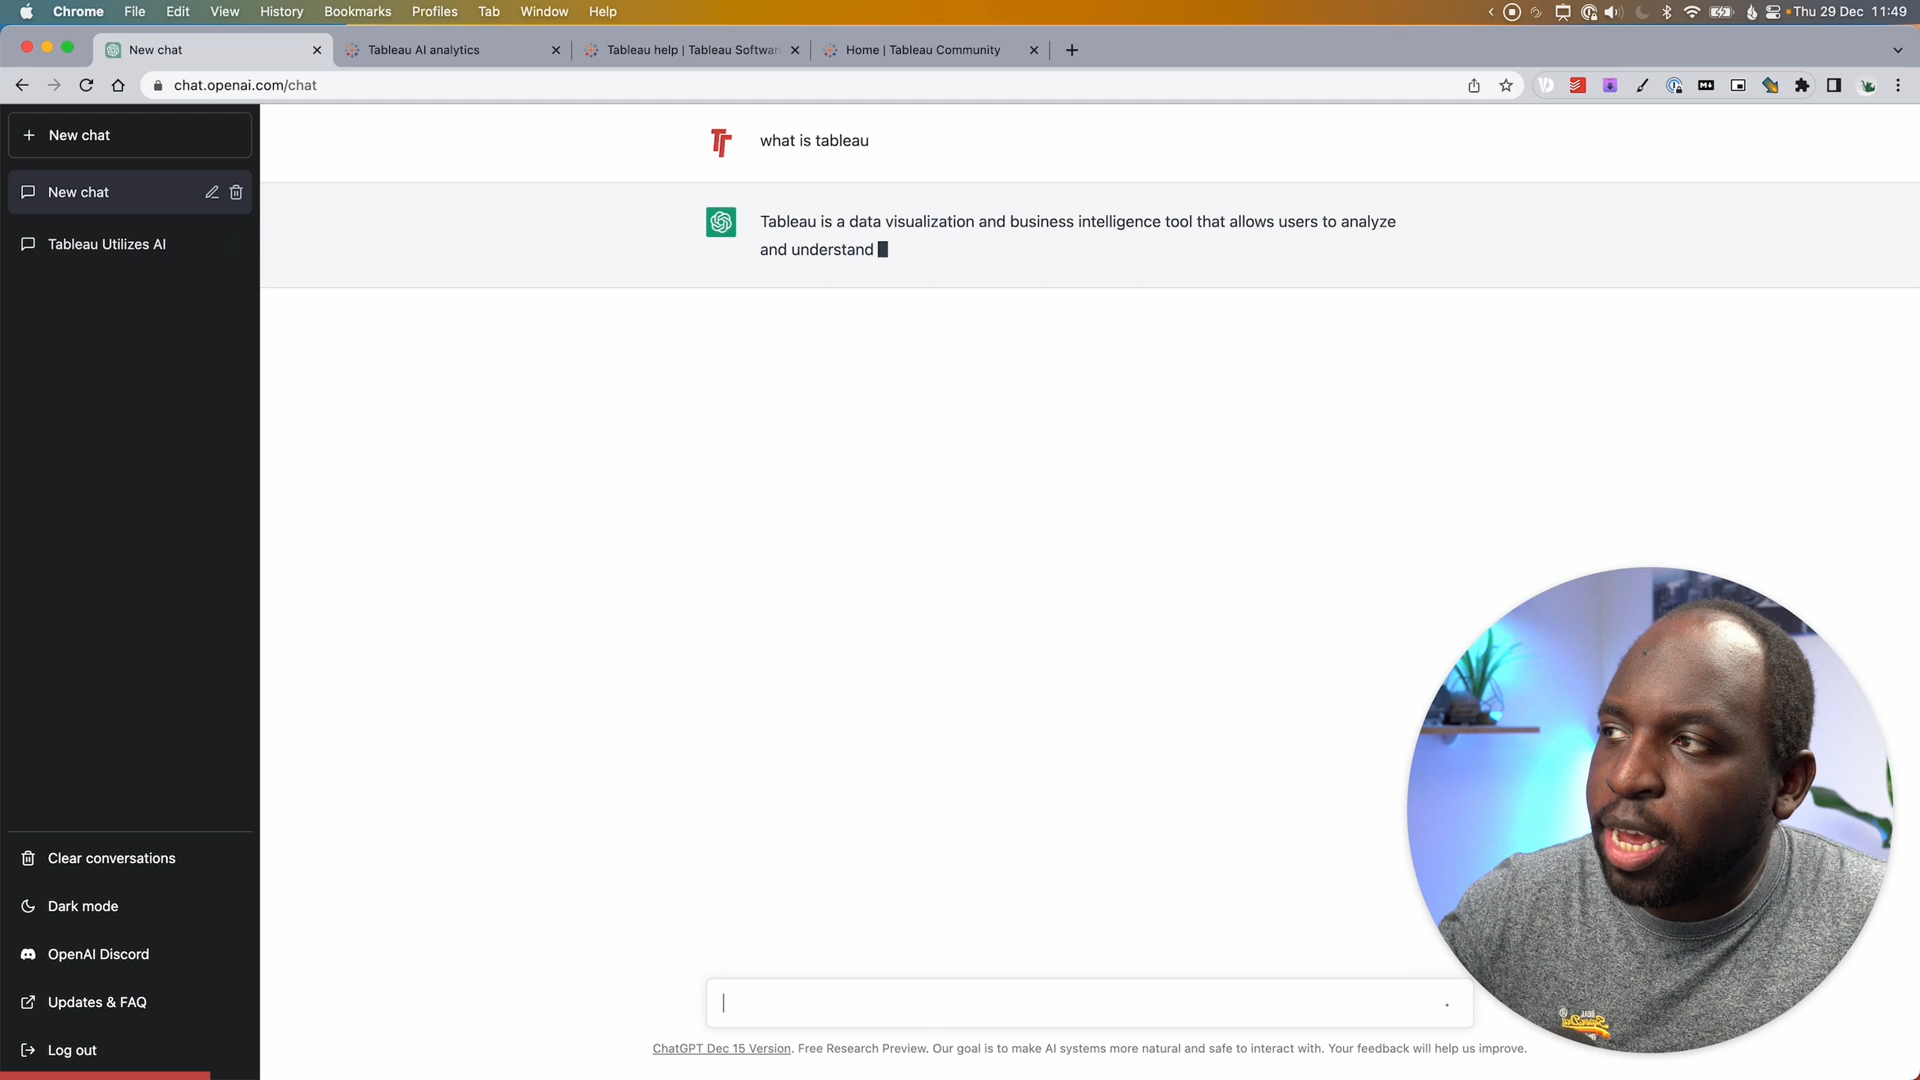 Chrome File Edit View History Bookmarks Profiles Tab Window Help
Thu 29 Dec 11:49
New chat
Tableau AI analytics
Tableau help | Tableau Softwar
Home | Tableau Community
chat.openai.com/chat
New chat
New chat
Tableau Utilizes AI
what is tableau
Tableau is a data visualization and business intelligence tool that allows users to analyze
and understand
Clear conversations
Dark mode
OpenAI Discord
Updates & FAQ
Log out
ChatGPT Dec 15 Version. Free Research Preview. Our goal is to make AI systems more natural and safe to interact with. Your feedback will help us improve.